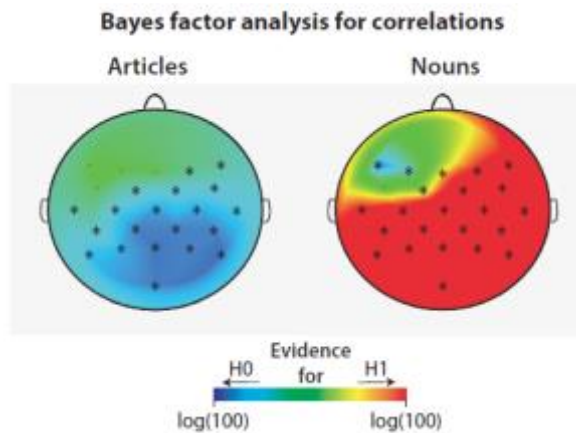 Bayes factor analysis for correlations
Articles Nouns
Evidence
H0 for H1
log(100) log(100)